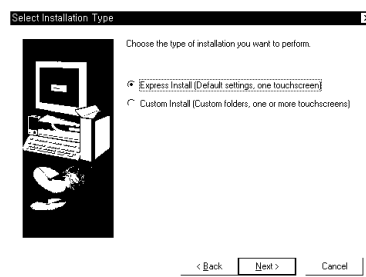 Select Installation Type
Choose the type of installation you want to perform.
Express Install (Default settings, one touchscreen)
Custom Install (Custom folders, one or more touchscreens)
< Back Next > Cancel